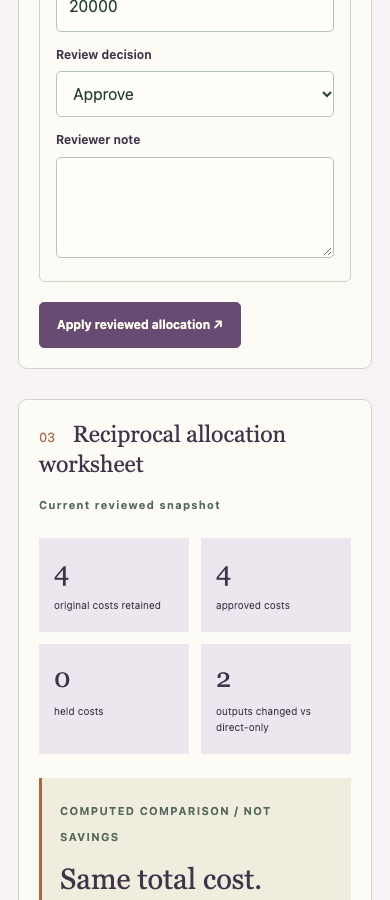 20000
Review decision
Approve
Reviewer note
Apply reviewed allocation ↗
03 Reciprocal allocation
worksheet
Current reviewed snapshot
4
original costs retained
4
approved costs
0
held costs
2
outputs changed vs
direct-only
COMPUTED COMPARISON / NOT
SAVINGS
Same total cost.